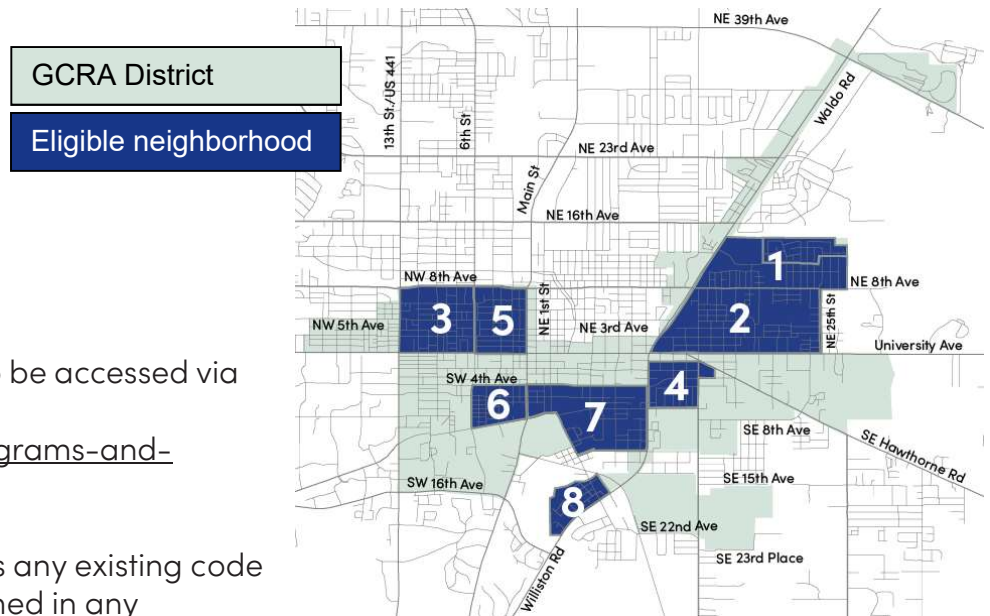 GCRA District
Eligible neighborhood
NE 39th Ave
13th St./US 441
6th St
Main St
Waldo Rd
NE 23rd Ave
NE 16th Ave
1
NW 8th Ave
NE 8th Ave
NE 1st St
3
5
2
NE 25th St
NW 5th Ave
NE 3rd Ave
University Ave
SW 4th Ave
4
6
7
SE 8th Ave
SE Hawthorne Rd
SW 16th Ave
SE 15th Ave
8
SE 22nd Ave
SE 23rd Place
Williston Rd
be accessed via
grams-and-
s any existing code
ned in any